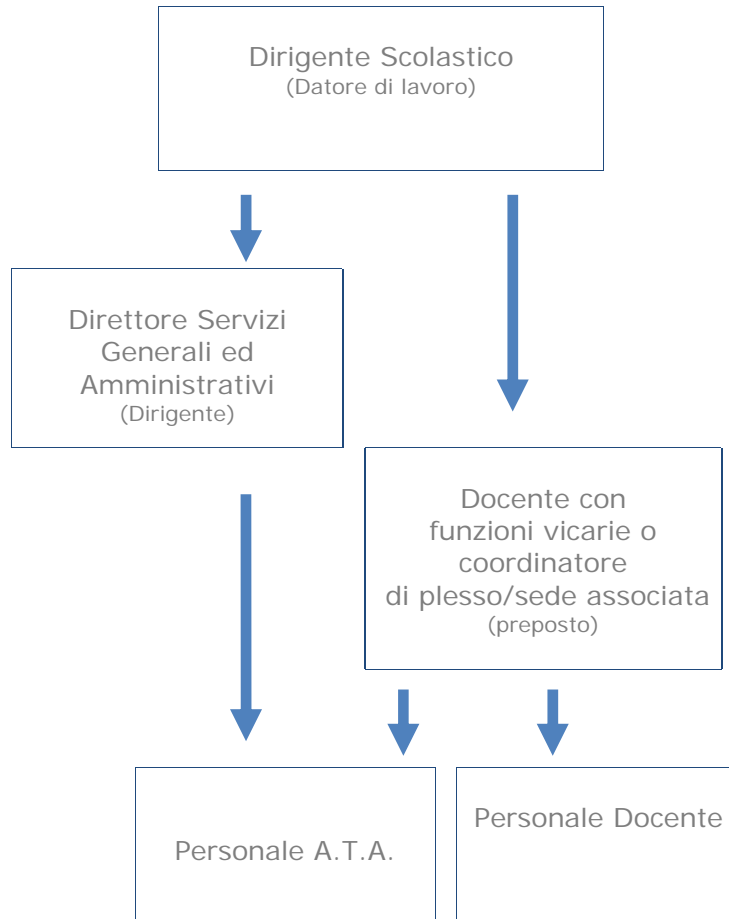 Dirigente Scolastico
(Datore di lavoro)
Direttore Servizi
Generali ed
Amministrativi
(Dirigente)
Docente con
funzioni vicarie o
coordinatore
di plesso/sede associata
(preposto)
Personale A.T.A.
Personale Docente